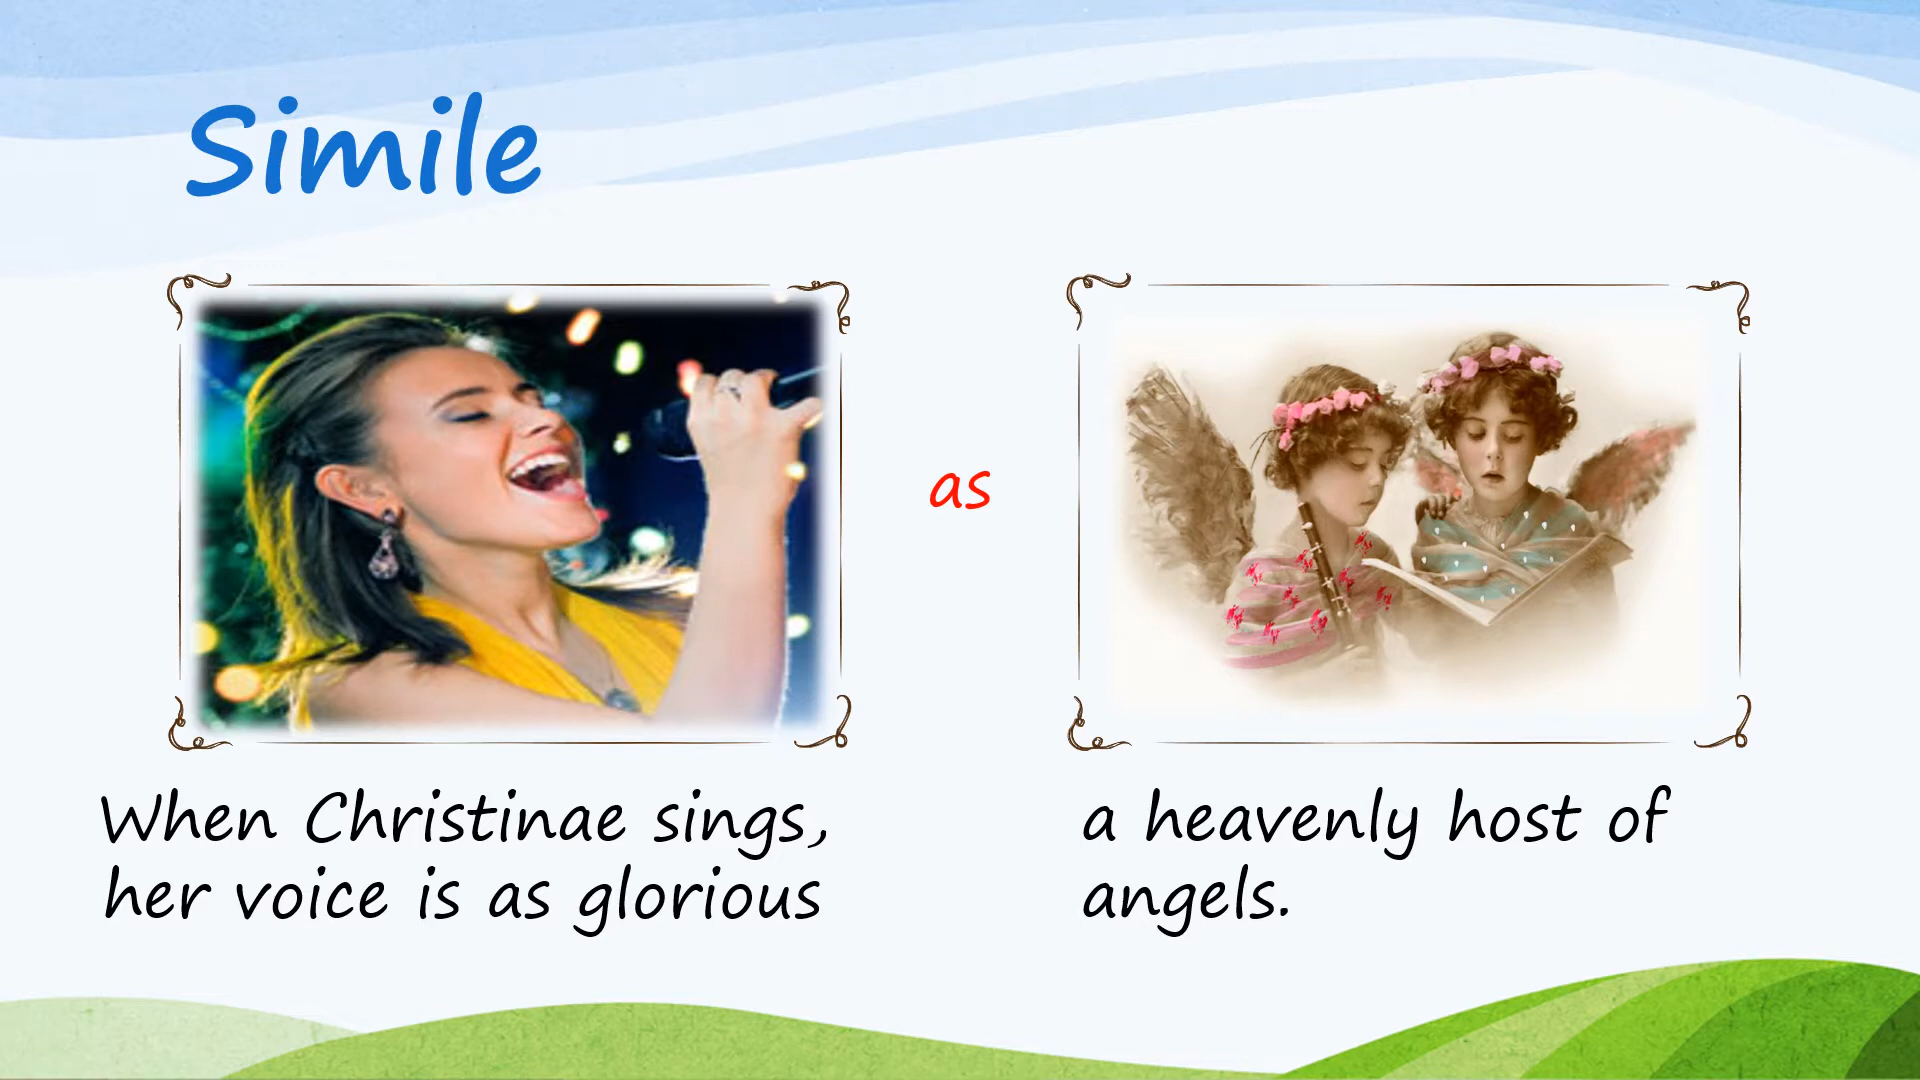 Simile
as
When Christinae sings,
her voice is as glorious
a heavenly host of
angels.